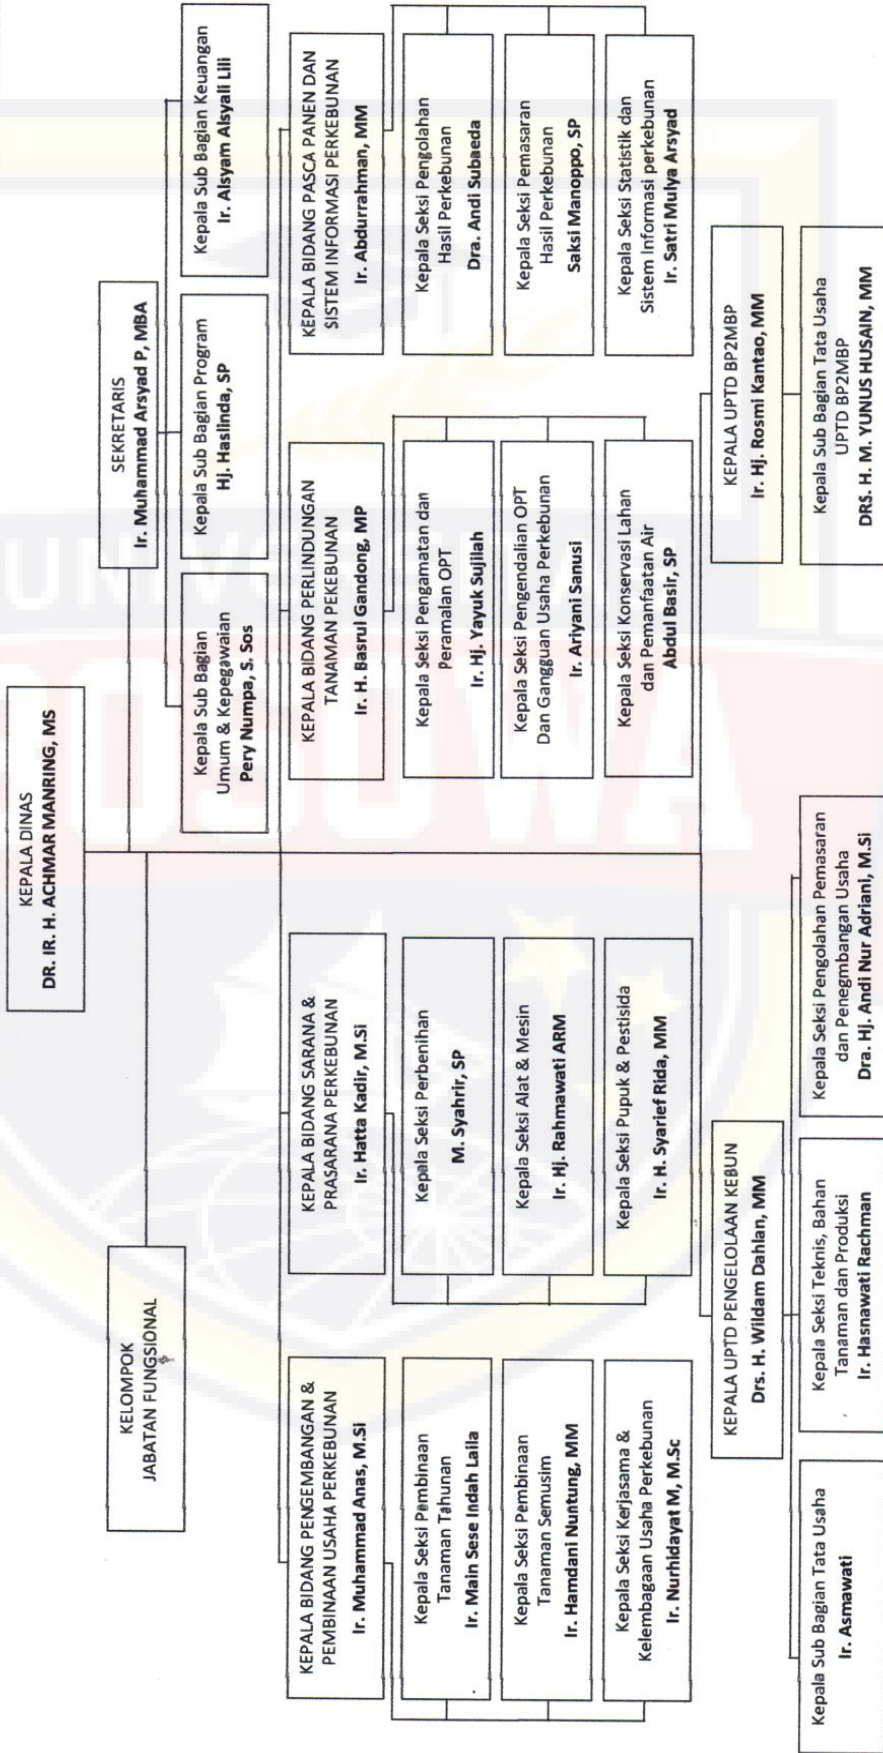 KEPALA DINAS
DR. IR. H. ACHMAR MANRING, MS
KELOMPOK
JABATAN FUNGSIONAL
SEKRETARIS
Ir. Muhammad Arsyad P, MBA
Kepala Sub Bagian
Umum & Kepegawaian
Pery Numpa, S. Sos
Kepala Sub Bagian Program
Hj. Haslinda, SP
Kepala Sub Bagian Keuangan
Ir. Alsyam Alsyali Lili
KEPALA BIDANG PENGEMBANGAN &
PEMBINAAN USAHA PERKEBUNAN
Ir. Muhammad Anas, M.Si
Kepala Seksi Pembinaan
Tanaman Tahunan
Ir. Main Sese Indah Laila
Kepala Seksi Pembinaan
Tanaman Semusim
Ir. Hamdani Nuntung, MM
Kepala Seksi Kerjasama &
Kelembagaan Usaha Perkebunan
Ir. Nurhidayat M, M.Sc
KEPALA BIDANG SARANA &
PRASARANA PERKEBUNAN
Ir. Hatta Kadir, M.Si
Kepala Seksi Perbenihan
M. Syahrir, SP
Kepala Seksi Alat & Mesin
Ir. Hj. Rahmawati ARM
Kepala Seksi Pupuk & Pestisida
Ir. H. Syarief Rida, MM
KEPALA BIDANG PERLINDUNGAN
TANAMAN PEKEBUNAN
Ir. H. Basrul Gandong, MP
Kepala Seksi Pengamatan dan
Peramalan OPT
Ir. Hj. Yayuk Sujilah
Kepala Seksi Pengendalian OPT
Dan Gangguan Usaha Perkebunan
Ir. Ariyani Sanusi
Kepala Seksi Konservasi Lahan
dan Pemanfaatan Air
Abdul Basir, SP
KEPALA BIDANG PASCA PANEN DAN
SISTEM INFORMASI PERKEBUNAN
Ir. Abdurrahman, MM
Kepala Seksi Pengolahan
Hasil Perkebunan
Dra. Andi Subaeda
Kepala Seksi Pemasaran
Hasil Perkebunan
Saksi Manoppo, SP
Kepala Seksi Statistik dan
Sistem Informasi perkebunan
Ir. Satri Mulya Arsyad
KEPALA UPTD PENGELOLAAN KEBUN
Drs. H. Wildam Dahlan, MM
Kepala Sub Bagian Tata Usaha
Ir. Asmawati
Kepala Seksi Teknis, Bahan
Tanaman dan Produksi
Ir. Hasnawati Rachman
Kepala Seksi Pengolahan Pemasaran
dan Penegmbangan Usaha
Dra. Hj. Andi Nur Adriani, M.Si
KEPALA UPTD BP2MBP
Ir. Hj. Rosmi Kantao, MM
Kepala Sub Bagian Tata Usaha
UPTD BP2MBP
DRS. H. M. YUNUS HUSAIN, MM